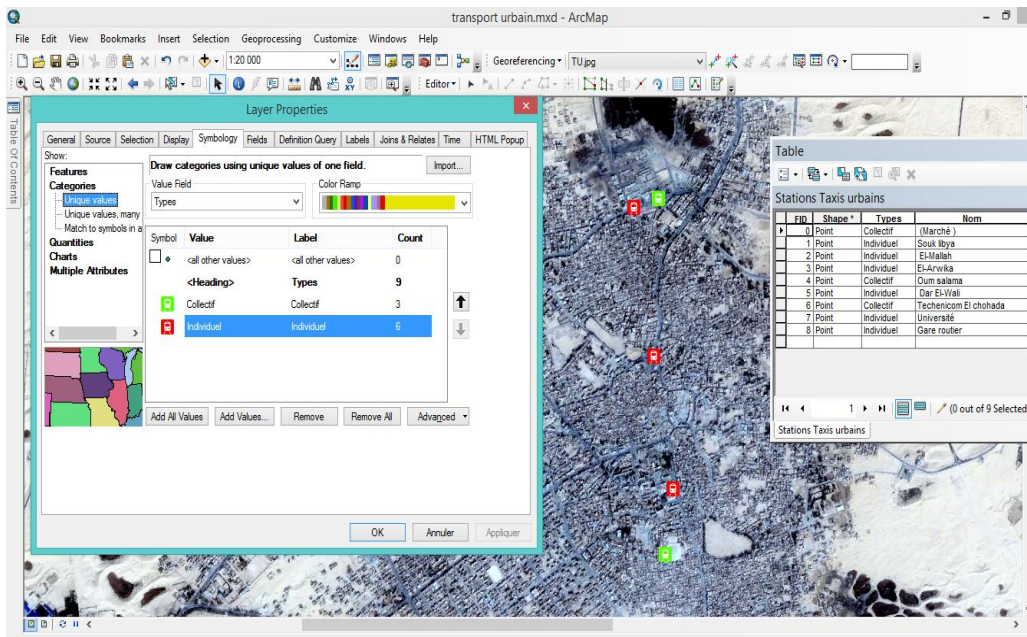 transport urbain.mxd - ArcMap
File Edit View Bookmarks Insert Selection Geoprocessing Customize Windows Help
1:20 000 Georeferencing TU.jpg
Editor
Table Of Contents
Layer Properties
General Source Selection Display Symbology Fields Definition Query Labels Joins & Relates Time HTML Popup
Show:
Features
Categories
Unique values
Unique values, many
Match to symbols in a
Quantities
Charts
Multiple Attributes
Draw categories using unique values of one field.
Import...
Value Field
Types
Color Ramp
Symbol Value Label Count
<all other values> <all other values> 0
<Heading> Types 9
Collectif Collectif 3
Individuel Individuel 6
Add All Values Add Values... Remove Remove All Advanced
OK Annuler Appliquer
Table
Stations Taxis urbains
FID Shape * Types Nom
0 Point Collectif (Marché )
1 Point Individuel Souk libya
2 Point Individuel El-Mallah
3 Point Individuel El-Arwika
4 Point Collectif Oum salama
5 Point Individuel Dar El-Wali
6 Point Collectif Techenicom El chohada
7 Point Individuel Université
8 Point Individuel Gare routier
1 (0 out of 9 Selected
Stations Taxis urbains